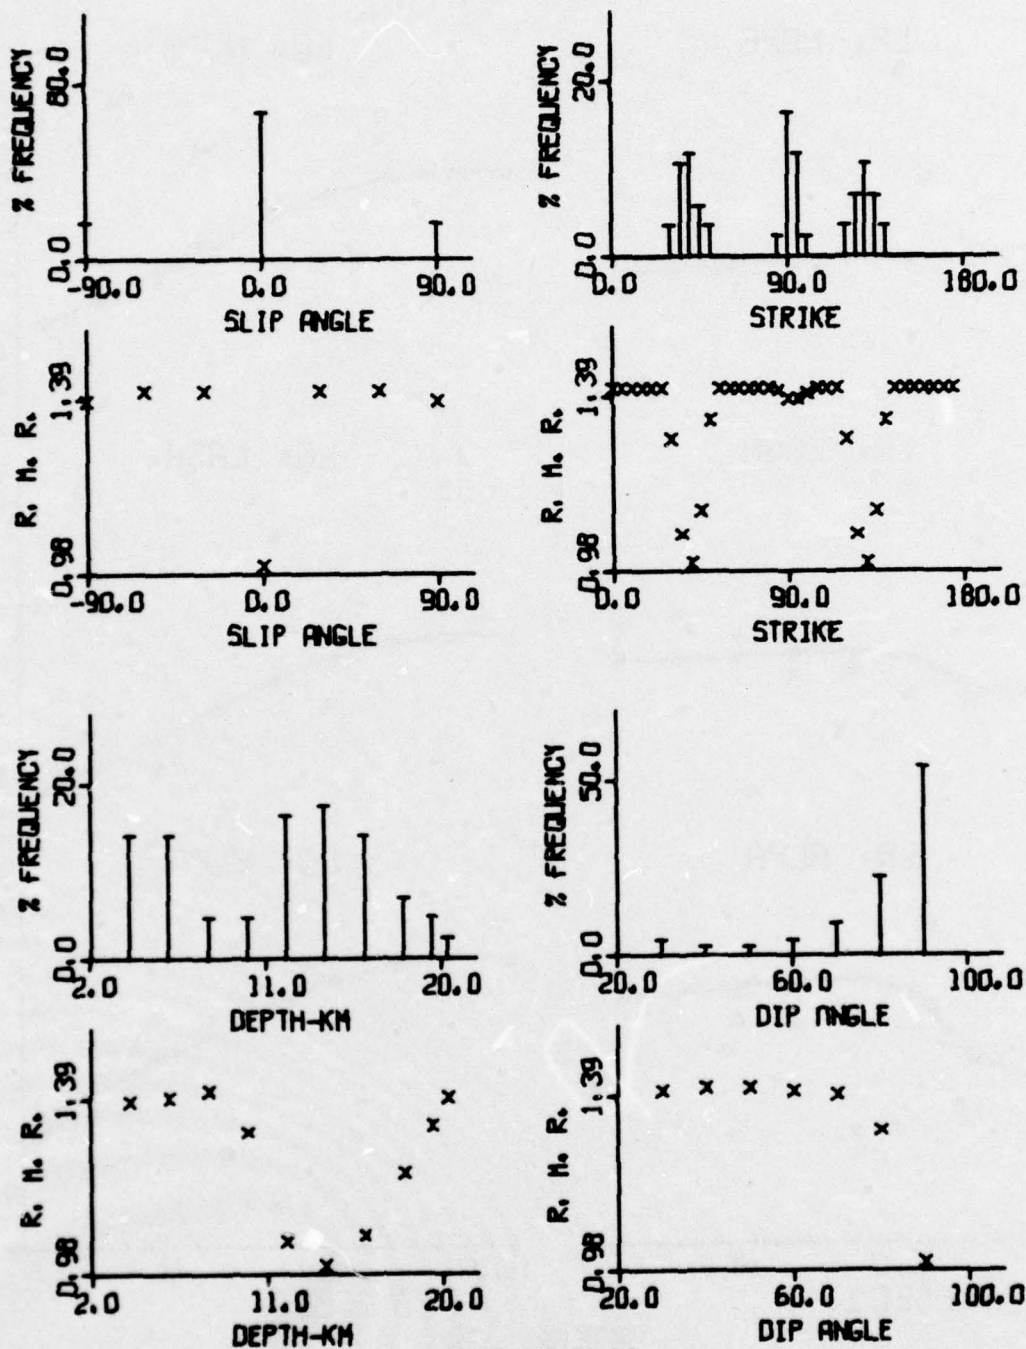 % FREQUENCY
80.0
0.0
-90.0 0.0 90.0
SLIP ANGLE
% FREQUENCY
20.0
0.0
0.0 90.0 180.0
STRIKE
R. M. R.
1.39
0.98
-90.0 0.0 90.0
SLIP ANGLE
R. M. R.
1.39
0.98
0.0 90.0 180.0
STRIKE
% FREQUENCY
20.0
0.0
2.0 11.0 20.0
DEPTH-KM
% FREQUENCY
50.0
0.0
20.0 60.0 100.0
DIP ANGLE
R. M. R.
1.39
0.98
2.0 11.0 20.0
DEPTH-KM
R. M. R.
1.39
0.98
20.0 60.0 100.0
DIP ANGLE